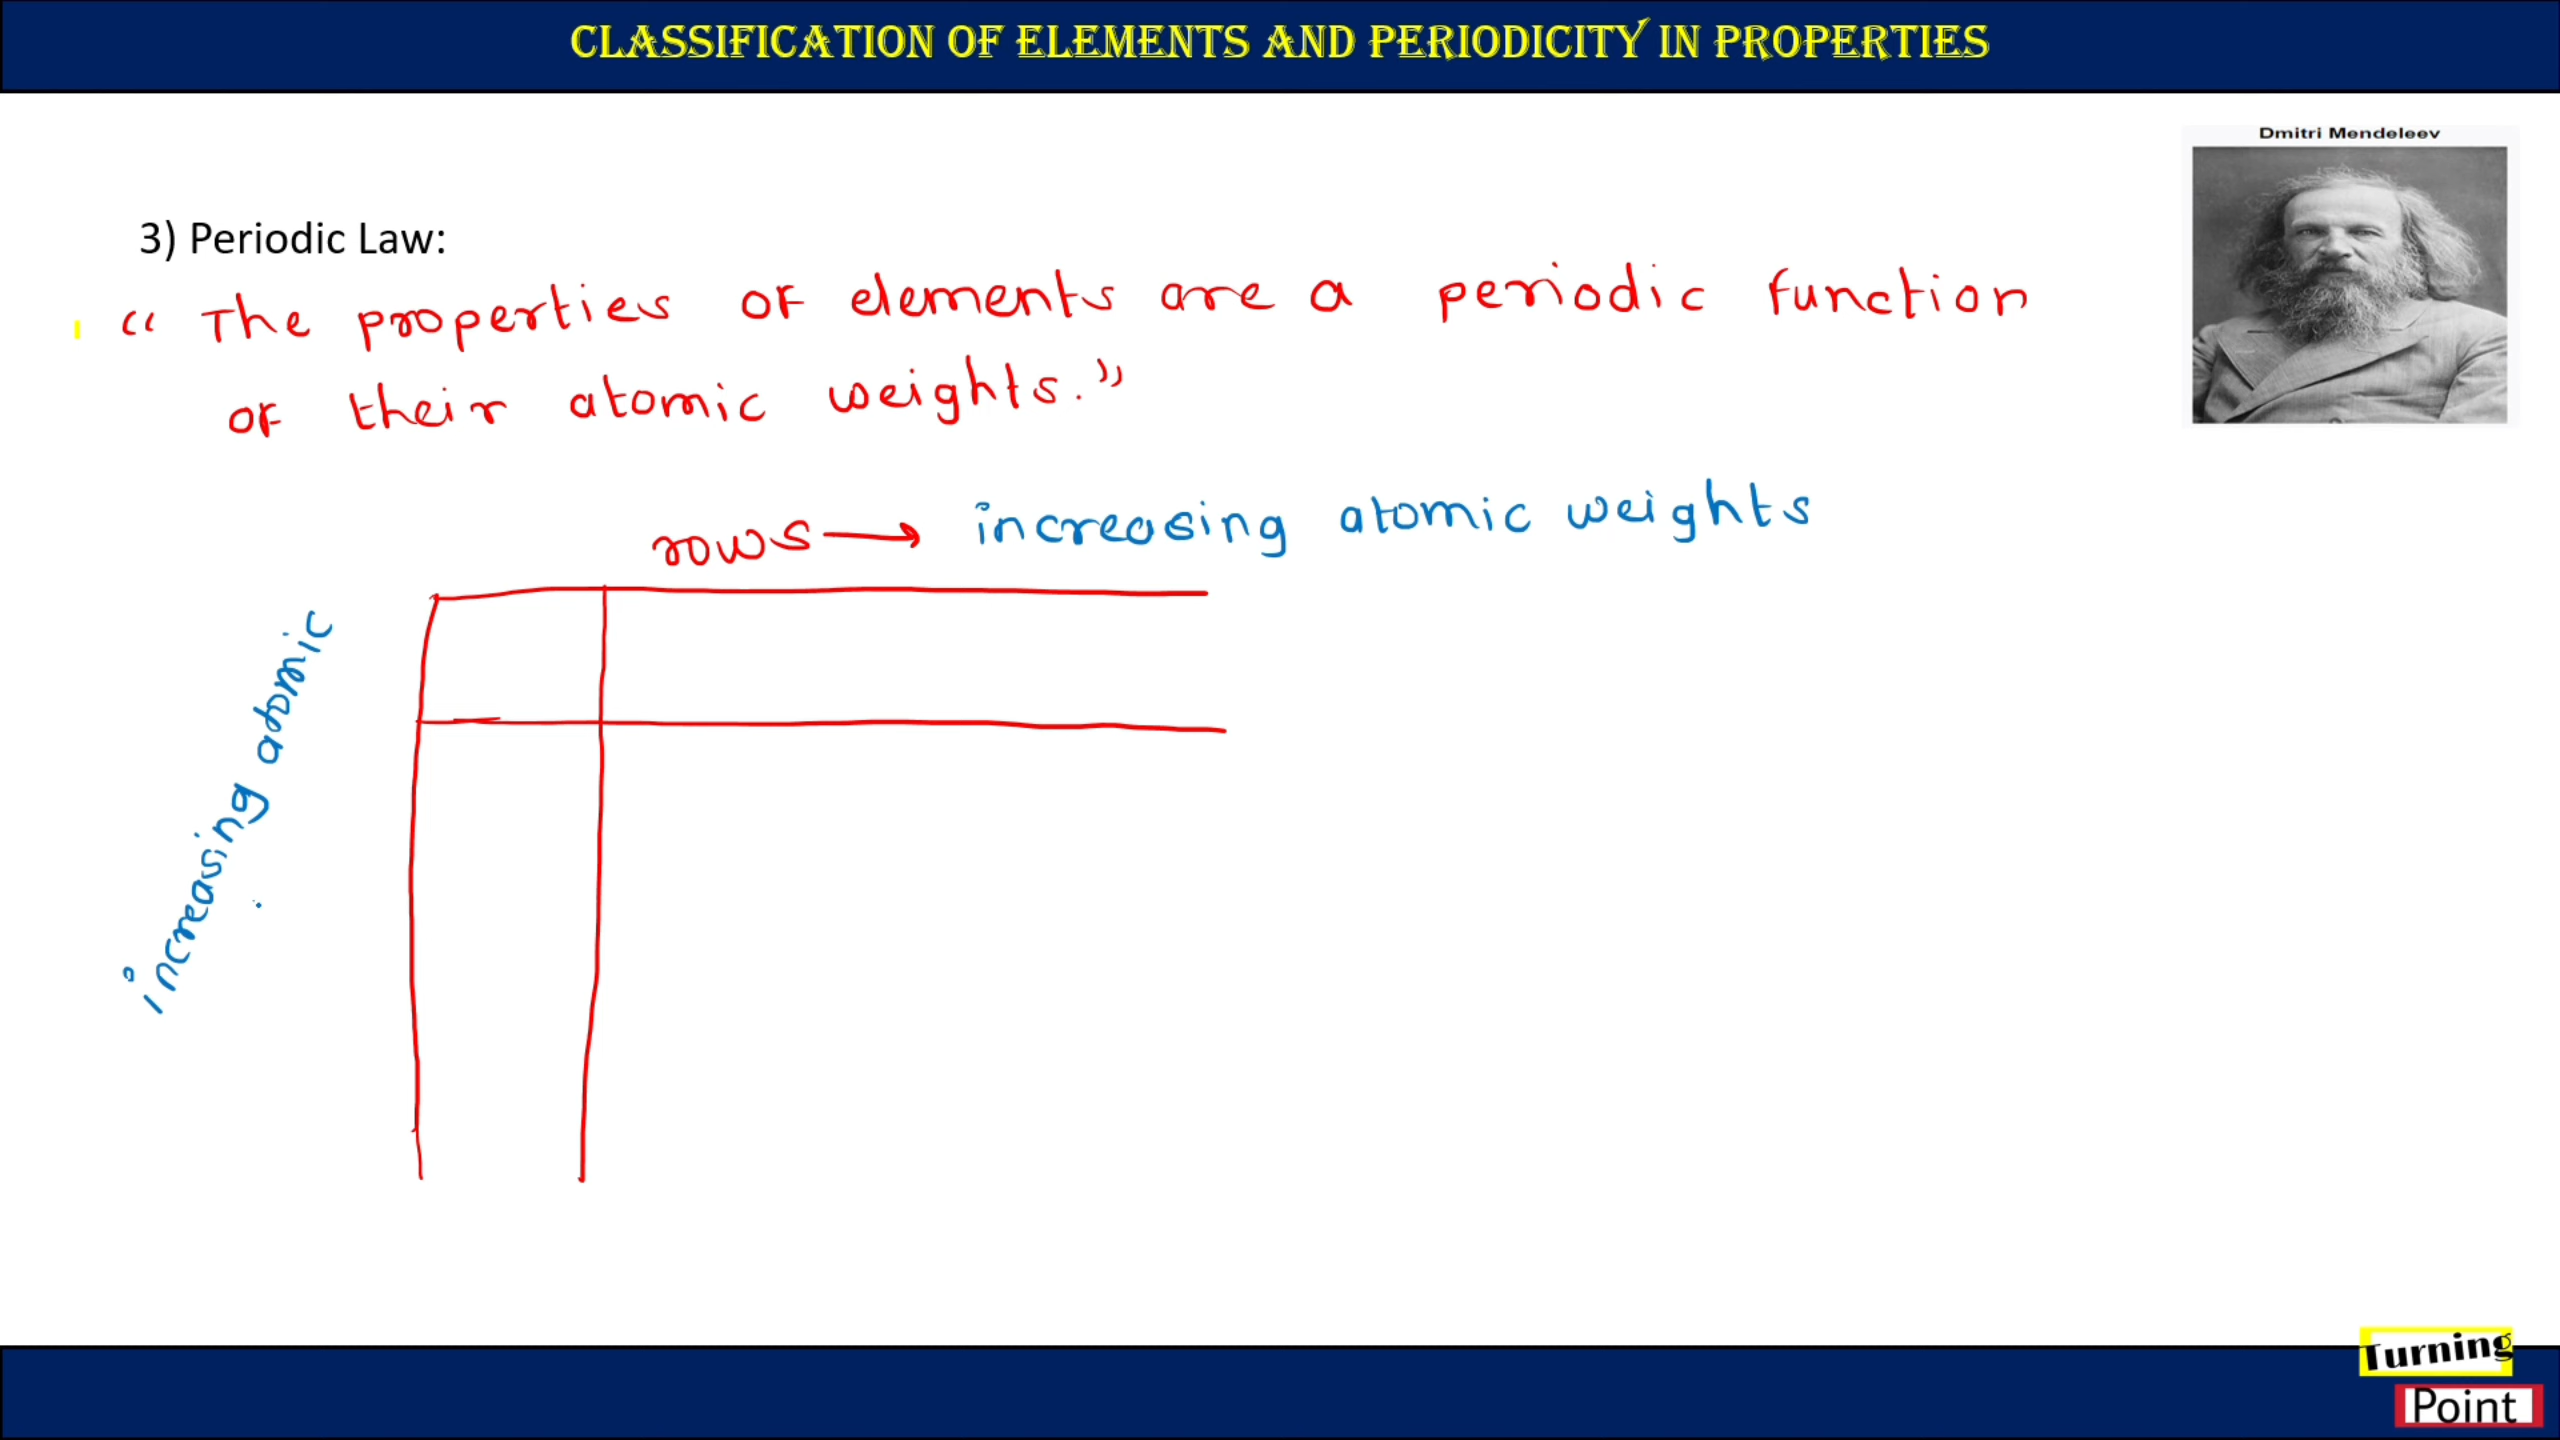 CLASSIFICATION OF ELEMENTS AND PERIODICITY IN PROPERTIES
Dmitri Mendeleev
3) Periodic Law:
“ The properties of elements are a periodic function
of their atomic weights.”
rows → increasing atomic weights
increasing atomic
Turning
Point